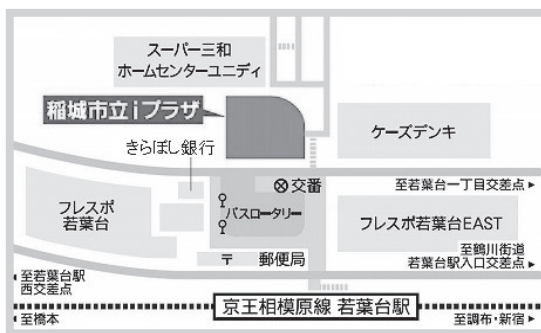 スーパー三和
ホームセンターユニディ
稲城市立iプラザ
ケーズデンキ
きらぼし銀行
交番
至若葉台一丁目交差点▶
フレスポ
若葉台
バスロータリー
フレスポ若葉台EAST
至鶴川街道
若葉台駅入口交差点▶
〒 郵便局
◀至若葉台駅
西交差点
京王相模原線 若葉台駅
◀至橋本
至調布・新宿▶